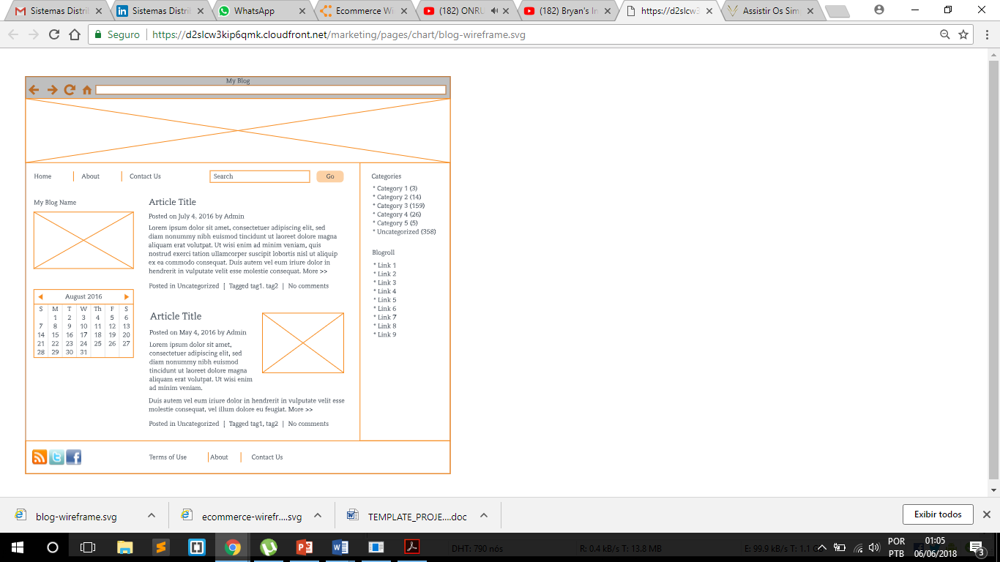 Sistemas Distril
Sistemas Distril
WhatsApp
Ecommerce Wi
(182) ONRU
(182) Bryan's In
https://d2slcw3
Assistir Os Sim
Seguro
https://d2slcw3kip6qmk.cloudfront.net/marketing/pages/chart/blog-wireframe.svg
My Blog
Home
About
Contact Us
Search
Go
My Blog Name
August 2016
S M T W Th F S
1 2 3 4 5 6
7 8 9 10 11 12 13
14 15 16 17 18 19 20
21 22 23 24 25 26 27
28 29 30 31
Article Title
Posted on July 4, 2016 by Admin
Lorem ipsum dolor sit amet, consectetuer adipiscing elit, sed
diam nonummy nibh euismod tincidunt ut laoreet dolore magna
aliquam erat volutpat. Ut wisi enim ad minim veniam, quis
nostrud exerci tation ullamcorper suscipit lobortis nisl ut aliquip
ex ea commodo consequat. Duis autem vel eum iriure dolor in
hendrerit in vulputate velit esse molestie consequat. More >>
Posted in Uncategorized | Tagged tag1. tag2 | No comments
Article Title
Posted on May 4, 2016 by Admin
Lorem ipsum dolor sit amet,
consectetuer adipiscing elit, sed
diam nonummy nibh euismod
tincidunt ut laoreet dolore magna
aliquam erat volutpat. Ut wisi enim
ad minim veniam.
Duis autem vel eum iriure dolor in hendrerit in vulputate velit esse
molestie consequat, vel illum dolore eu feugiat. More >>
Posted in Uncategorized | Tagged tag1, tag2 | No comments
Categories
* Category 1 (3)
* Category 2 (14)
* Category 3 (159)
* Category 4 (26)
* Category 5 (5)
* Uncategorized (358)
Blogroll
* Link 1
* Link 2
* Link 3
* Link 4
* Link 5
* Link 6
* Link 7
* Link 8
* Link 9
Terms of Use
About
Contact Us
blog-wireframe.svg
ecommerce-wirefr....svg
TEMPLATE_PROJE....doc
Exibir todos
DHT: 790 nós
R: 0.4 kB/s T: 13.8 MB
E: 99.9 kB/s T: 1.1 G
POR
PTB
01:05
06/06/2018
3